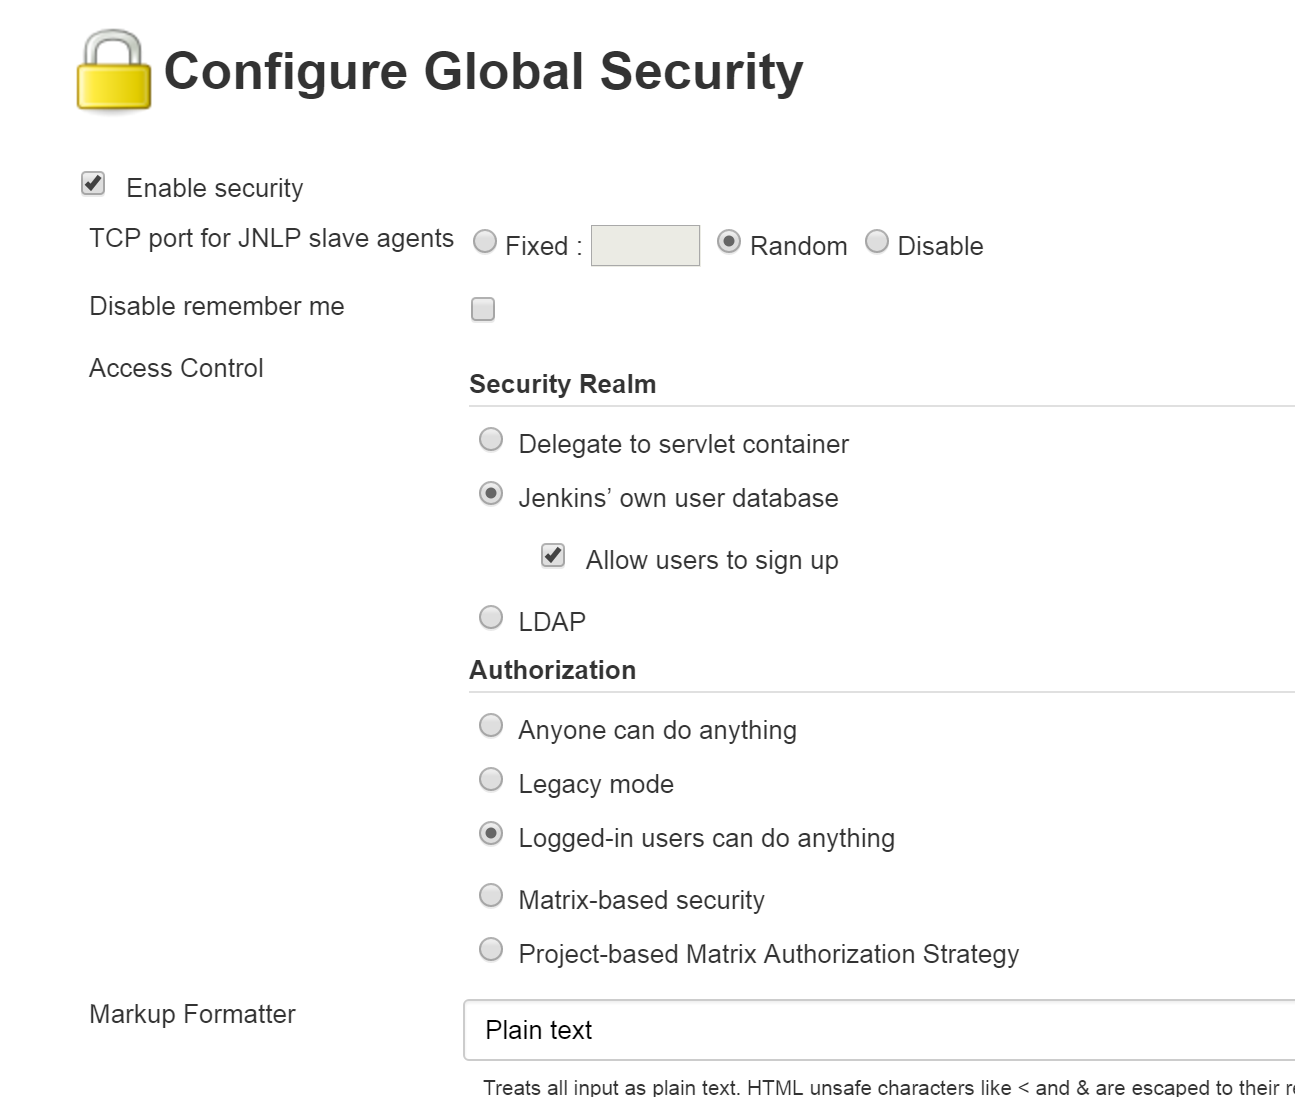 Configure Global Security
Enable security
TCP port for JNLP slave agents Fixed : Random Disable
Disable remember me
Access Control
Security Realm
Delegate to servlet container
Jenkins’ own user database
Allow users to sign up
LDAP
Authorization
Anyone can do anything
Legacy mode
Logged-in users can do anything
Matrix-based security
Project-based Matrix Authorization Strategy
Markup Formatter
Plain text
Treats all input as plain text. HTML unsafe characters like < and & are escaped to their